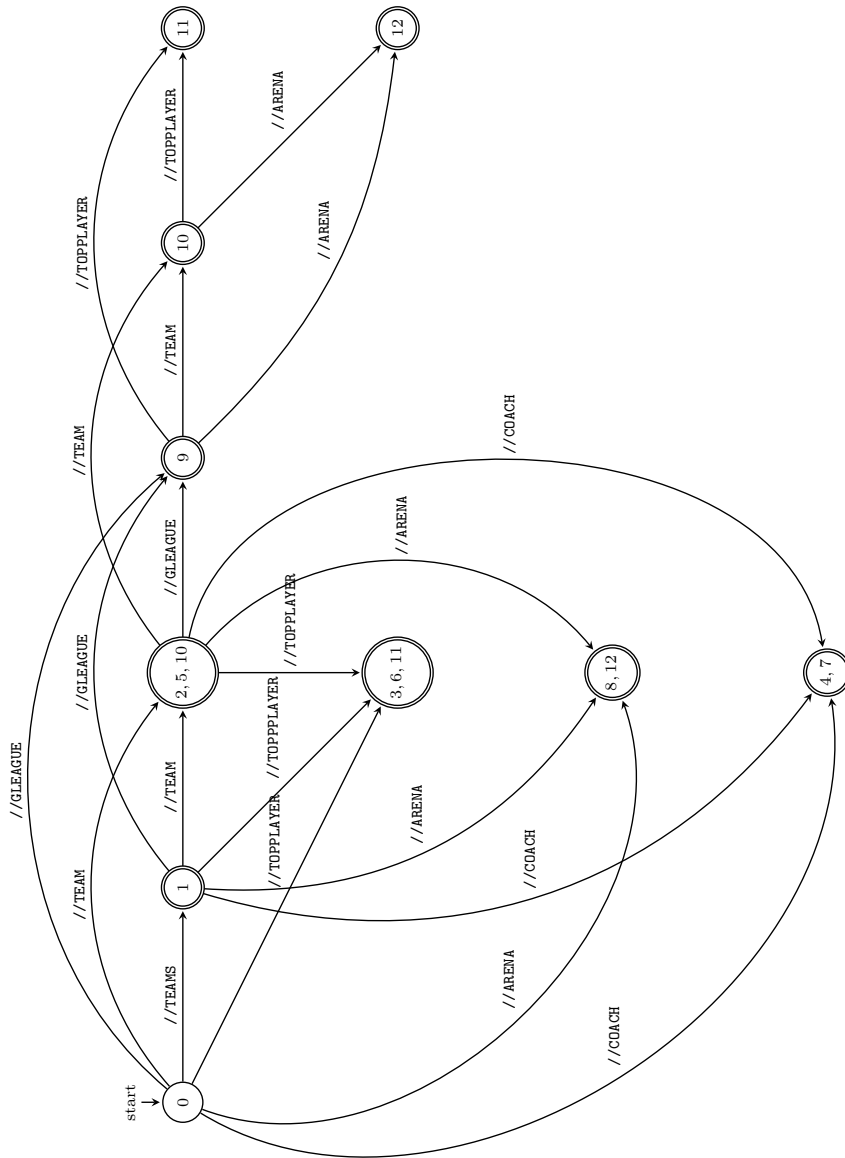 11
12
//TOPPLAYER
//ARENA
//TOPPLAYER
//ARENA
10
//TEAM
//TEAM
//COACH
9
//GLEAGUE
//ARENA
//TOPPLAYER
//GLEAGUE
2, 5, 10
3, 6, 11
8, 12
4, 7
//TOPPPLAYER
//GLEAGUE
//TEAM
//ARENA
//TOPPLAYER
//COACH
1
//TEAM
//TEAMS
//ARENA
//COACH
start
0